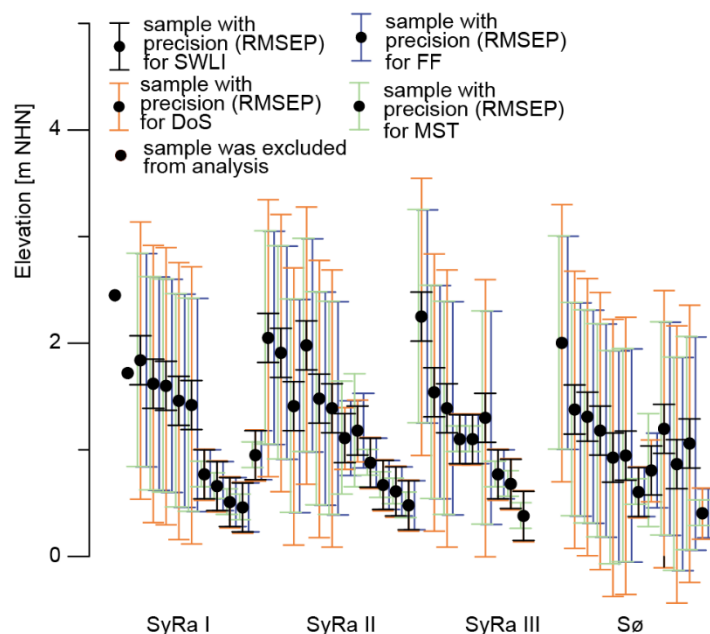 sample with
precision (RMSEP)
for SWLI
sample with
precision (RMSEP)
for FF
sample with
precision (RMSEP)
for DoS
sample with
precision (RMSEP)
for MST
sample was excluded
from analysis
Elevation [m NHN]
4
2
0
SyRa I
SyRa II
SyRa III
Sø